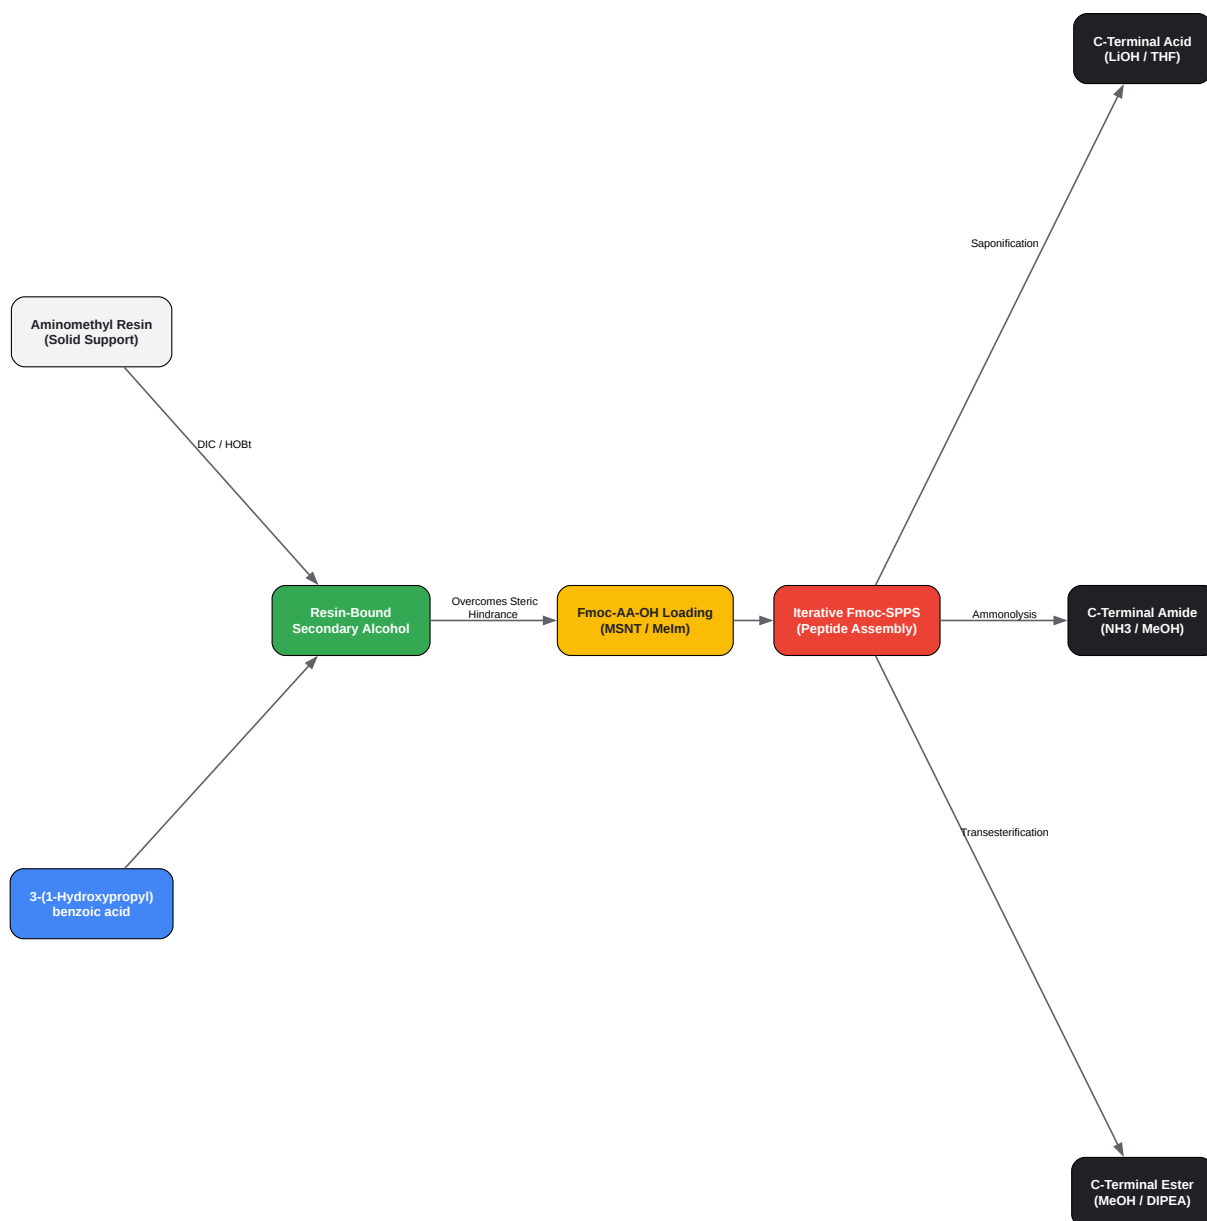 C-Terminal Acid
(LiOH / THF)
Saponification
Aminomethyl Resin
(Solid Support)
DIC / HOBt
Resin-Bound
Secondary Alcohol
Overcomes Steric
Hindrance
Fmoc-AA-OH Loading
(MSNT / MeIm)
Iterative Fmoc-SPPS
(Peptide Assembly)
Ammonolysis
C-Terminal Amide
(NH3 / MeOH)
Transesterification
3-(1-Hydroxypropyl)
benzoic acid
C-Terminal Ester
(MeOH / DIPEA)